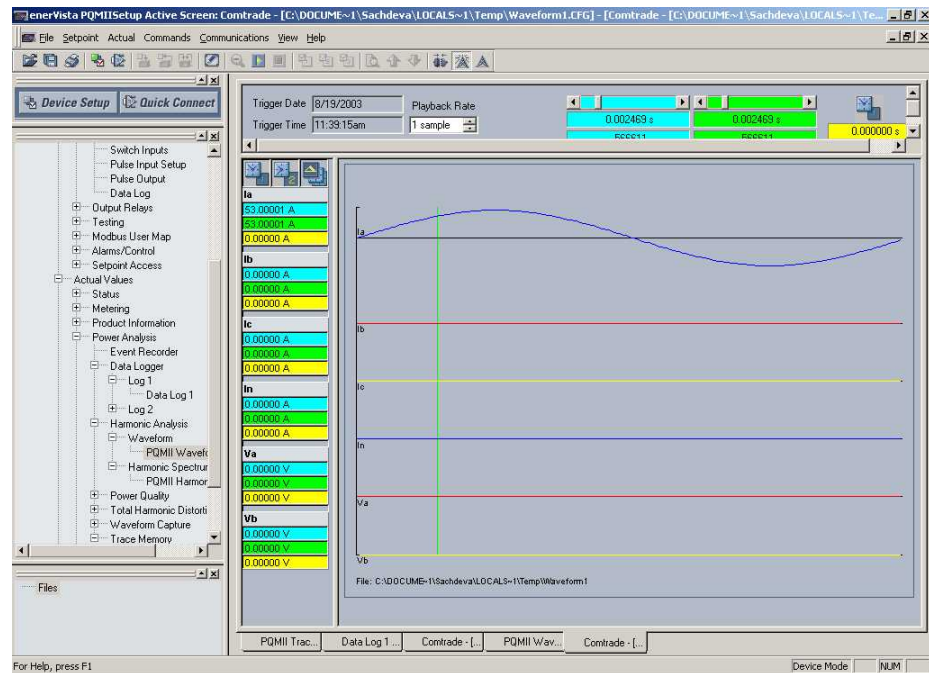 enerVista PQMIISetup Active Screen: Comtrade - [C:\DOCUME~1\Sachdeva\LOCALS~1\Temp\Waveform1.CFG] - [Comtrade - [C:\DOCUME~1\Sachdeva\LOCALS~1\Te...
File Setpoint Actual Commands Communications View Help
Device Setup Quick Connect
Switch Inputs
Pulse Input Setup
Pulse Output
Data Log
Output Relays
Testing
Modbus User Map
Alarms/Control
Setpoint Access
Actual Values
Status
Metering
Product Information
Power Analysis
Event Recorder
Data Logger
Log 1
Data Log 1
Log 2
Harmonic Analysis
Waveform
PQMII Wavefc
Harmonic Spectrur
PQMII Harmor
Power Quality
Total Harmonic Distorti
Waveform Capture
Trace Memory
Files
Trigger Date 8/19/2003 Playback Rate
Trigger Time 11:39:15am 1 sample
0.002469 s 0.002469 s 0.000000 s
Ia
53.00001 A
53.00001 A
0.00000 A
Ib
0.00000 A
0.00000 A
0.00000 A
Ic
0.00000 A
0.00000 A
0.00000 A
In
0.00000 A
0.00000 A
0.00000 A
Va
0.00000 V
0.00000 V
0.00000 V
Vb
0.00000 V
0.00000 V
0.00000 V
Ia
Ib
Ic
In
Va
Vb
File: C:\DOCUME~1\Sachdeva\LOCALS~1\Temp\Waveform1
PQMII Trac... Data Log 1 ... Comtrade - [... PQMII Wav... Comtrade - [...
For Help, press F1 Device Mode NUM